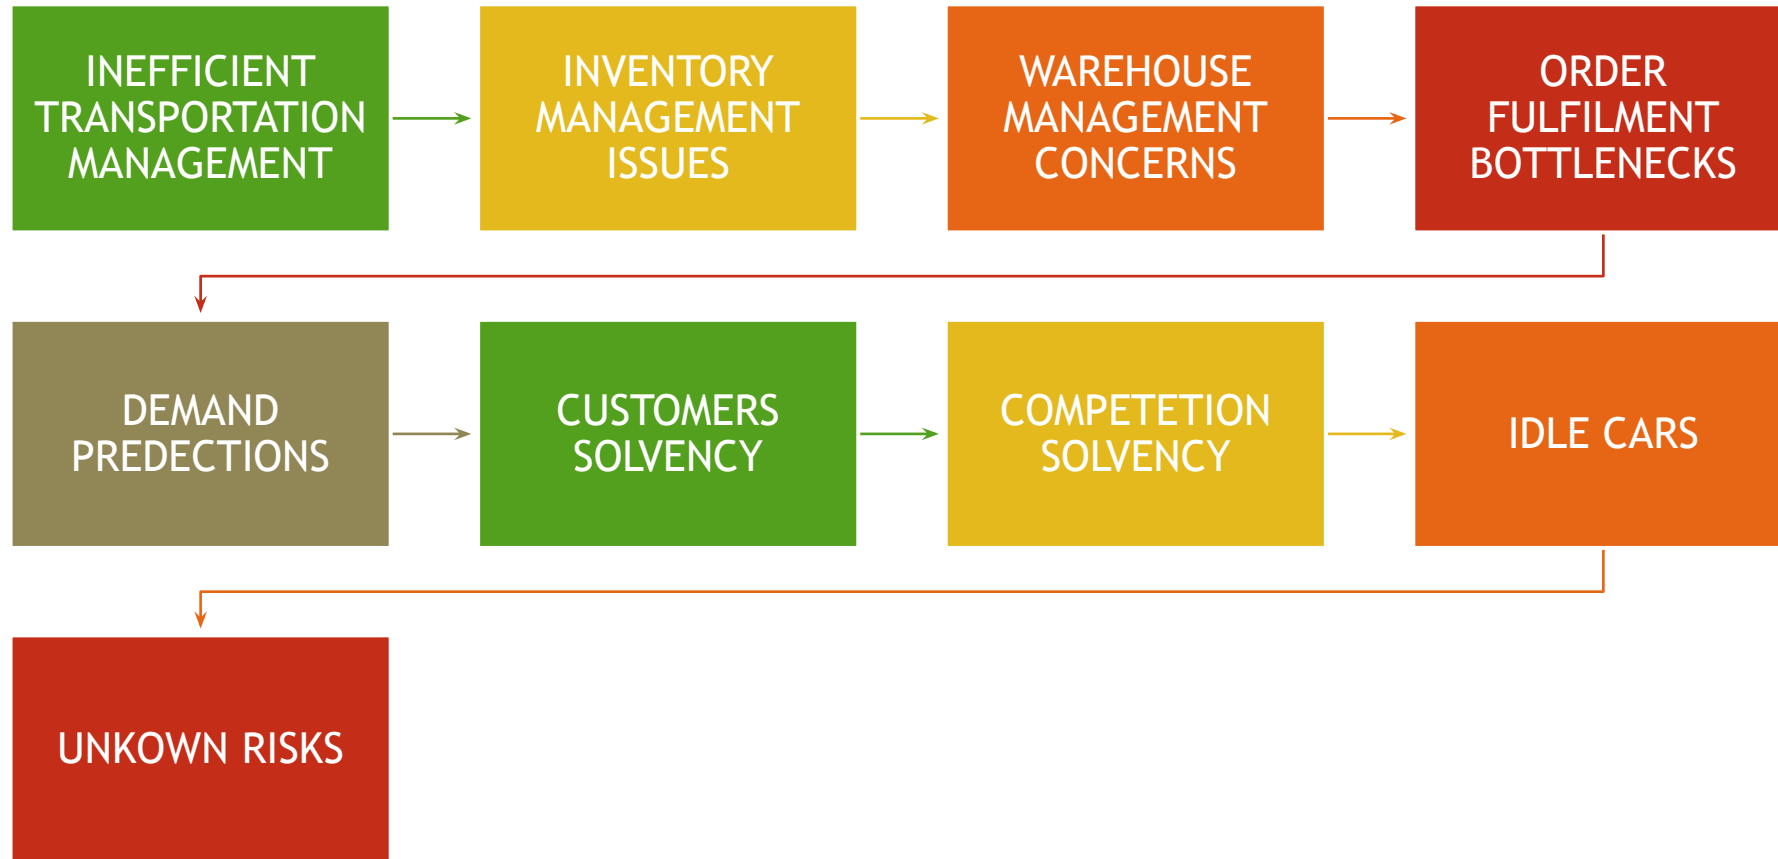 INEFFICIENT
TRANSPORTATION
MANAGEMENT
INVENTORY
MANAGEMENT
ISSUES
WAREHOUSE
MANAGEMENT
CONCERNS
ORDER
FULFILMENT
BOTTLENECKS
DEMAND
PREDECTIONS
CUSTOMERS
SOLVENCY
COMPETETION
SOLVENCY
IDLE CARS
UNKOWN RISKS